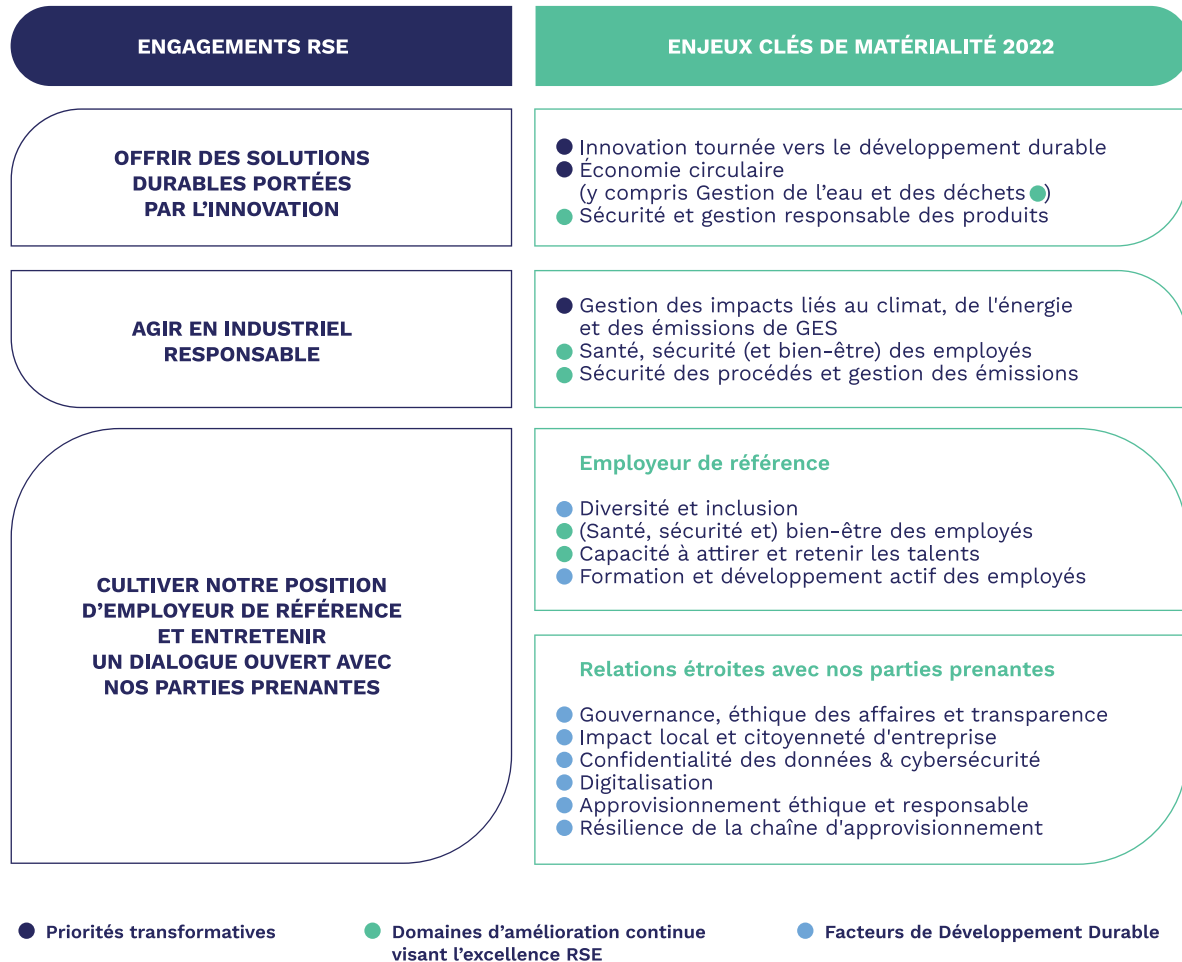 ENGAGEMENTS RSE
ENJEUX CLÉS DE MATÉRIALITÉ 2022
OFFRIR DES SOLUTIONS
DURABLES PORTÉES
PAR L'INNOVATION
Innovation tournée vers le développement durable
Économie circulaire
(y compris Gestion de l'eau et des déchets )
Sécurité et gestion responsable des produits
AGIR EN INDUSTRIEL
RESPONSABLE
Gestion des impacts liés au climat, de l'énergie
et des émissions de GES
Santé, sécurité (et bien-être) des employés
Sécurité des procédés et gestion des émissions
CULTIVER NOTRE POSITION
D'EMPLOYEUR DE RÉFÉRENCE
ET ENTRETENIR
UN DIALOGUE OUVERT AVEC
NOS PARTIES PRENANTES
Employeur de référence
Diversité et inclusion
(Santé, sécurité et) bien-être des employés
Capacité à attirer et retenir les talents
Formation et développement actif des employés
Relations étroites avec nos parties prenantes
Gouvernance, éthique des affaires et transparence
Impact local et citoyenneté d'entreprise
Confidentialité des données & cybersécurité
Digitalisation
Approvisionnement éthique et responsable
Résilience de la chaîne d'approvisionnement
Priorités transformatives
Domaines d'amélioration continue
visant l'excellence RSE
Facteurs de Développement Durable